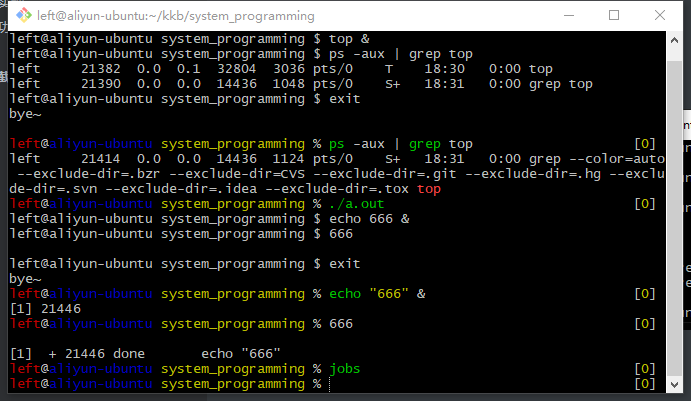 left@aliyun-ubuntu:~/kkb/system_programming
left@aliyun-ubuntu system_programming $ top &
left@aliyun-ubuntu system_programming $ ps -aux | grep top
left     21382  0.0  0.1  32804  3036 pts/0    T    18:30   0:00 top
left     21390  0.0  0.0  14436  1048 pts/0    S+   18:31   0:00 grep top
left@aliyun-ubuntu system_programming $ exit
bye~
left@aliyun-ubuntu system_programming % ps -aux | grep top [0]
left     21414  0.0  0.0  14436  1124 pts/0    S+   18:31   0:00 grep --color=auto
 --exclude-dir=.bzr --exclude-dir=CVS --exclude-dir=.git --exclude-dir=.hg --exclu
de-dir=.svn --exclude-dir=.idea --exclude-dir=.tox top
left@aliyun-ubuntu system_programming % ./a.out [0]
left@aliyun-ubuntu system_programming $ echo 666 &
left@aliyun-ubuntu system_programming $ 666
left@aliyun-ubuntu system_programming $ exit
bye~
left@aliyun-ubuntu system_programming % echo "666" & [0]
[1] 21446
left@aliyun-ubuntu system_programming % 666 [0]
[1]  + 21446 done       echo "666"
left@aliyun-ubuntu system_programming % jobs [0]
left@aliyun-ubuntu system_programming % [0]